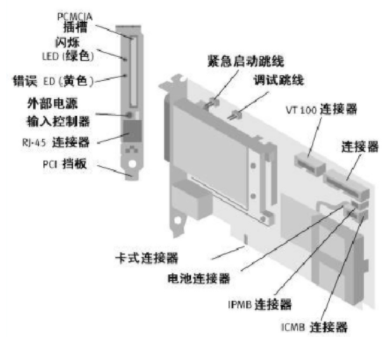 PCMCIA
插槽
闪烁
LED (绿色)
错误 ED (黄色)
外部电源
输入控制器
RJ-45 连接器
PCI 挡板
紧急启动跳线
调试跳线
VT 100 连接器
连接器
卡式连接器
电池连接器
IPMB 连接器
ICMB 连接器